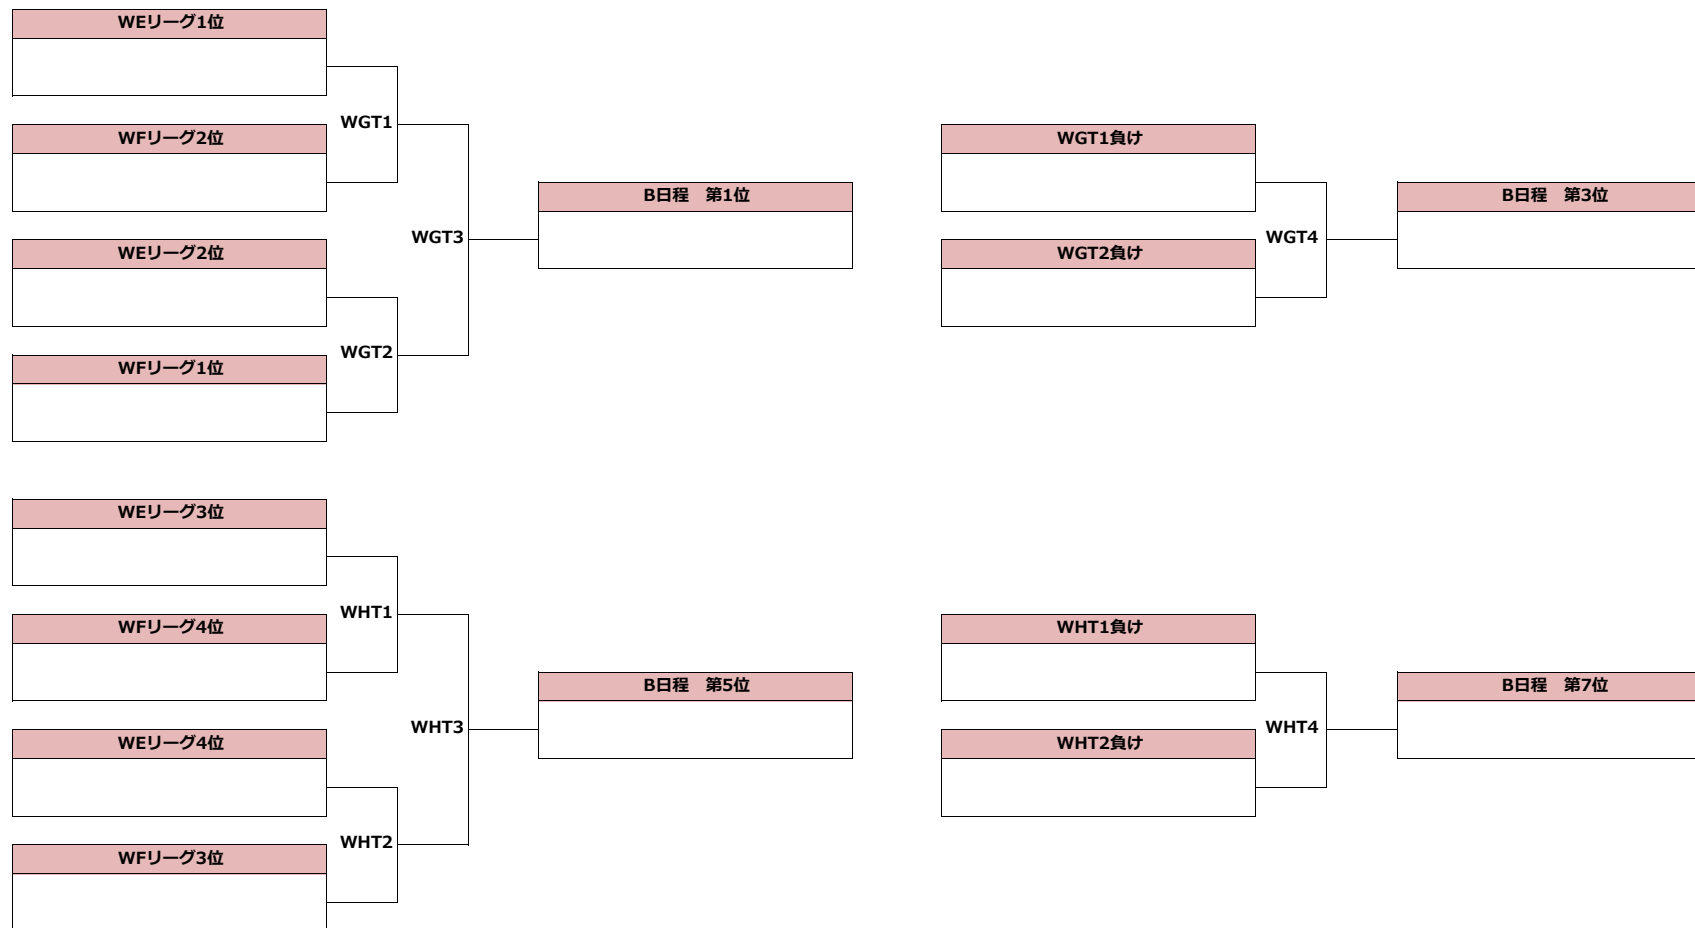 WEリーグ1位
WGT1
WFリーグ2位
WGT1負け
B日程　第1位
B日程　第3位
WGT3
WGT4
WEリーグ2位
WGT2負け
WGT2
WFリーグ1位
WEリーグ3位
WHT1
WFリーグ4位
WHT1負け
B日程　第5位
B日程　第7位
WHT3
WHT4
WEリーグ4位
WHT2負け
WHT2
WFリーグ3位